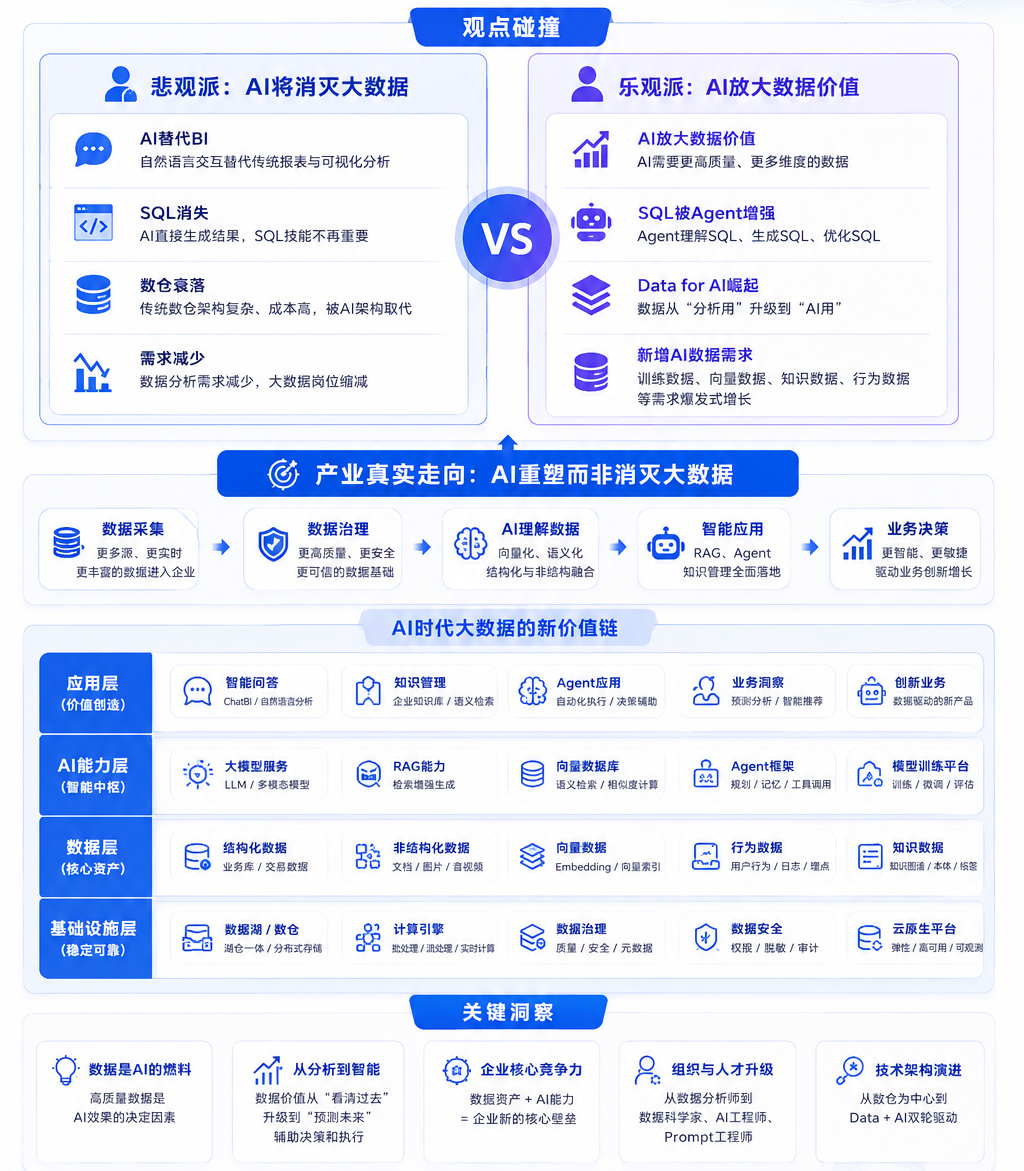 观点碰撞
悲观派：AI将消灭大数据
AI替代BI
自然语言交互替代传统报表与可视化分析
SQL消失
AI直接生成结果，SQL技能不再重要
数仓衰落
传统数仓架构复杂、成本高，被AI架构取代
需求减少
数据分析需求减少，大数据岗位缩减
VS
乐观派：AI放大数据价值
AI放大数据价值
AI需要更高质量、更多维度的数据
SQL被Agent增强
Agent理解SQL、生成SQL、优化SQL
Data for AI崛起
数据从“分析用”升级到“AI用”
新增AI数据需求
训练数据、向量数据、知识数据、行为数据
等需求爆发式增长
产业真实走向：AI重塑而非消灭大数据
数据采集
更多源、更实时
更丰富的数据进入企业
数据治理
更高质量、更安全
更可信的数据基础
AI理解数据
向量化、语义化
结构化与非结构融合
智能应用
RAG、Agent
知识管理全面落地
业务决策
更智能、更敏捷
驱动业务创新增长
AI时代大数据的新价值链
应用层
（价值创造）
智能问答
ChatBI / 自然语言分析
知识管理
企业知识库 / 语义检索
Agent应用
自动化执行 / 决策辅助
业务洞察
预测分析 / 智能推荐
创新业务
数据驱动的新产品
AI能力层
（智能中枢）
大模型服务
LLM / 多模态模型
RAG能力
检索增强生成
向量数据库
语义检索 / 相似度计算
Agent框架
规划 / 记忆 / 工具调用
模型训练平台
训练 / 微调 / 评估
数据层
（核心资产）
结构化数据
业务库 / 交易数据
非结构化数据
文档 / 图片 / 音视频
向量数据
Embedding / 向量索引
行为数据
用户行为 / 日志 / 埋点
知识数据
知识图谱 / 本体 / 标签
基础设施层
（稳定可靠）
数据湖 / 数仓
湖仓一体 / 分布式存储
计算引擎
批处理 / 流处理 / 实时计算
数据治理
质量 / 安全 / 元数据
数据安全
权限 / 脱敏 / 审计
云原生平台
弹性 / 高可用 / 可观测
关键洞察
数据是AI的燃料
高质量数据是
AI效果的决定因素
从分析到智能
数据价值从“看清过去”
升级到“预测未来”
辅助决策和执行
企业核心竞争力
数据资产 + AI能力
= 企业新的核心壁垒
组织与人才升级
从数据分析师到
数据科学家、AI工程师、
Prompt工程师
技术架构演进
从数仓为中心到
Data + AI双轮驱动